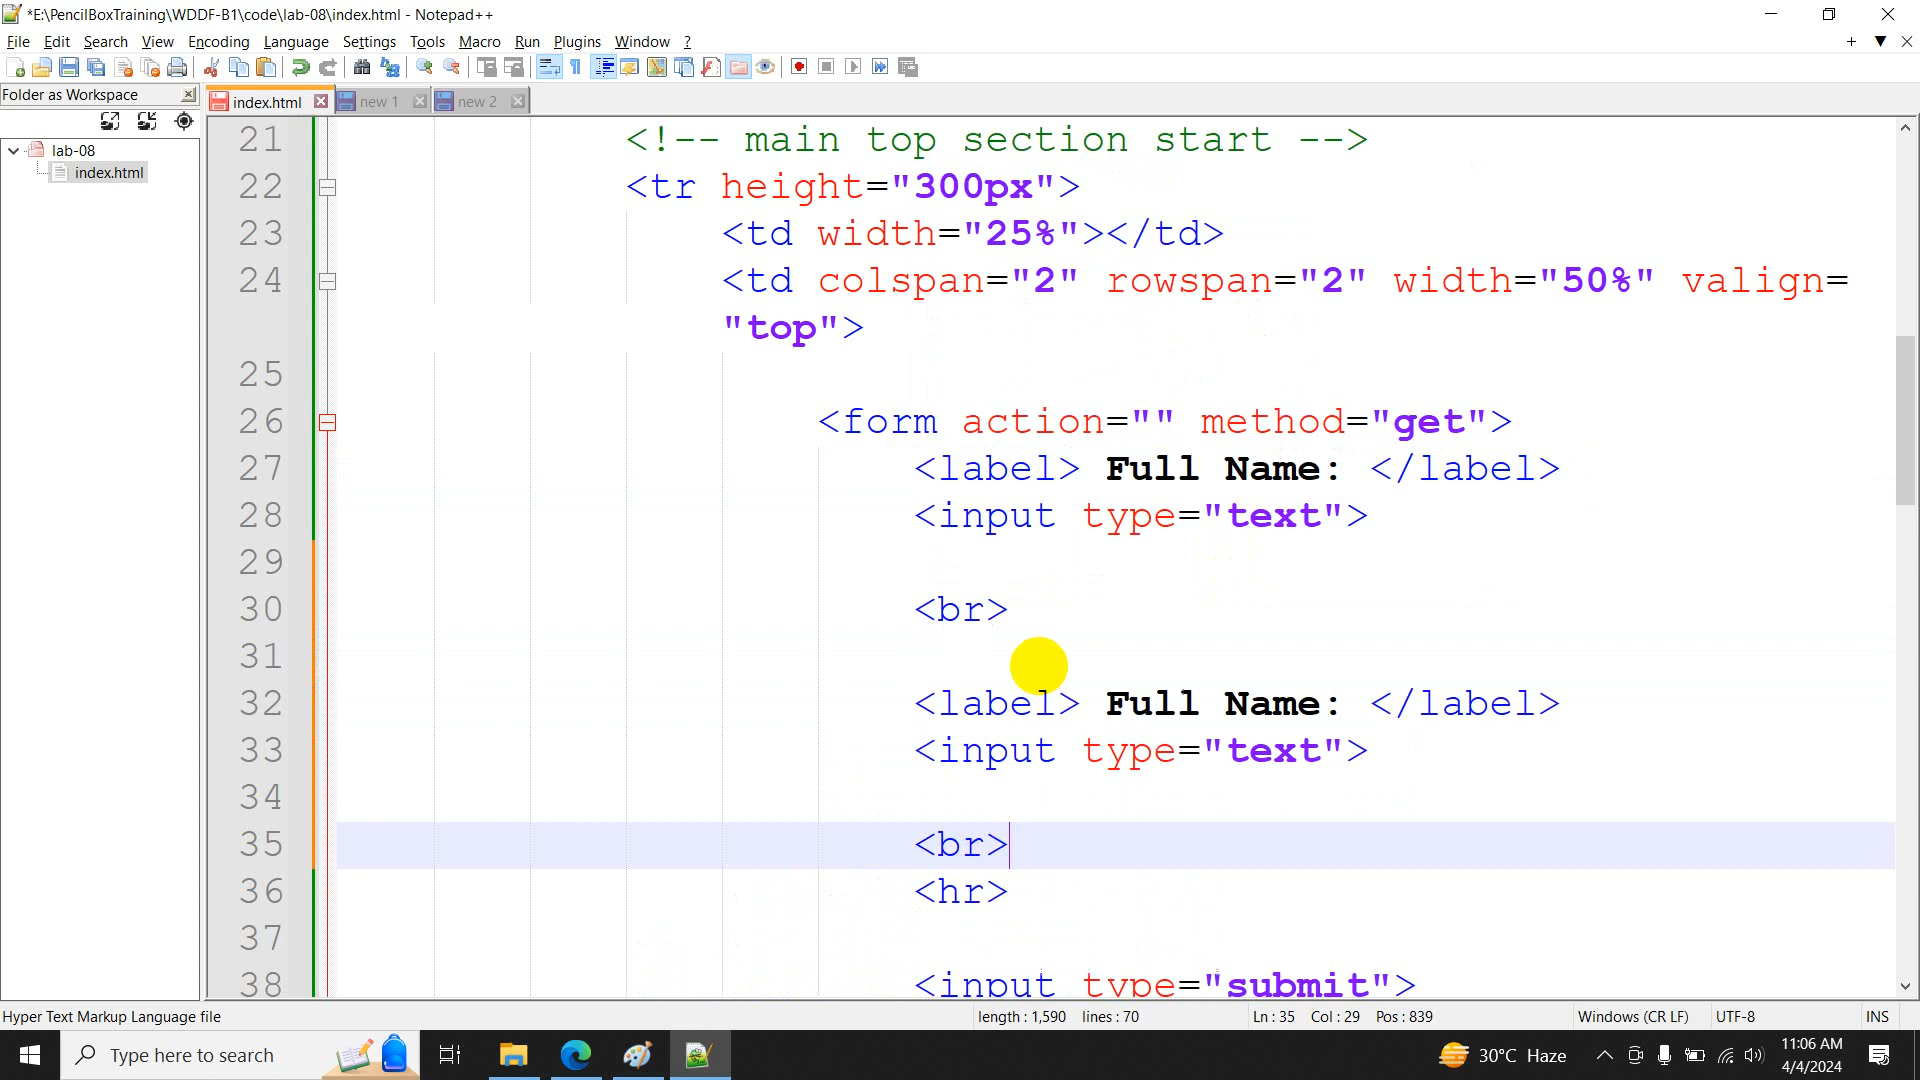 *E:\PencilBoxTraining\WDDF-B1\code\lab-08\index.html - Notepad++
File Edit Search View Encoding Language Settings Tools Macro Run Plugins Window ?
Folder as Workspace
index.html new 1 new 2
lab-08
index.html
21 <!-- main top section start -->
22 <tr height="300px">
23 <td width="25%"></td>
24 <td colspan="2" rowspan="2" width="50%" valign=
"top">
25
26 <form action="" method="get">
27 <label> Full Name: </label>
28 <input type="text">
29
30 <br>
31
32 <label> Full Name: </label>
33 <input type="text">
34
35 <br>
36 <hr>
37
38 <input type="submit">
Hyper Text Markup Language file length : 1,590 lines : 70 Ln : 35 Col : 29 Pos : 839 Windows (CR LF) UTF-8 INS
Type here to search 30°C Haze 11:06 AM
4/4/2024